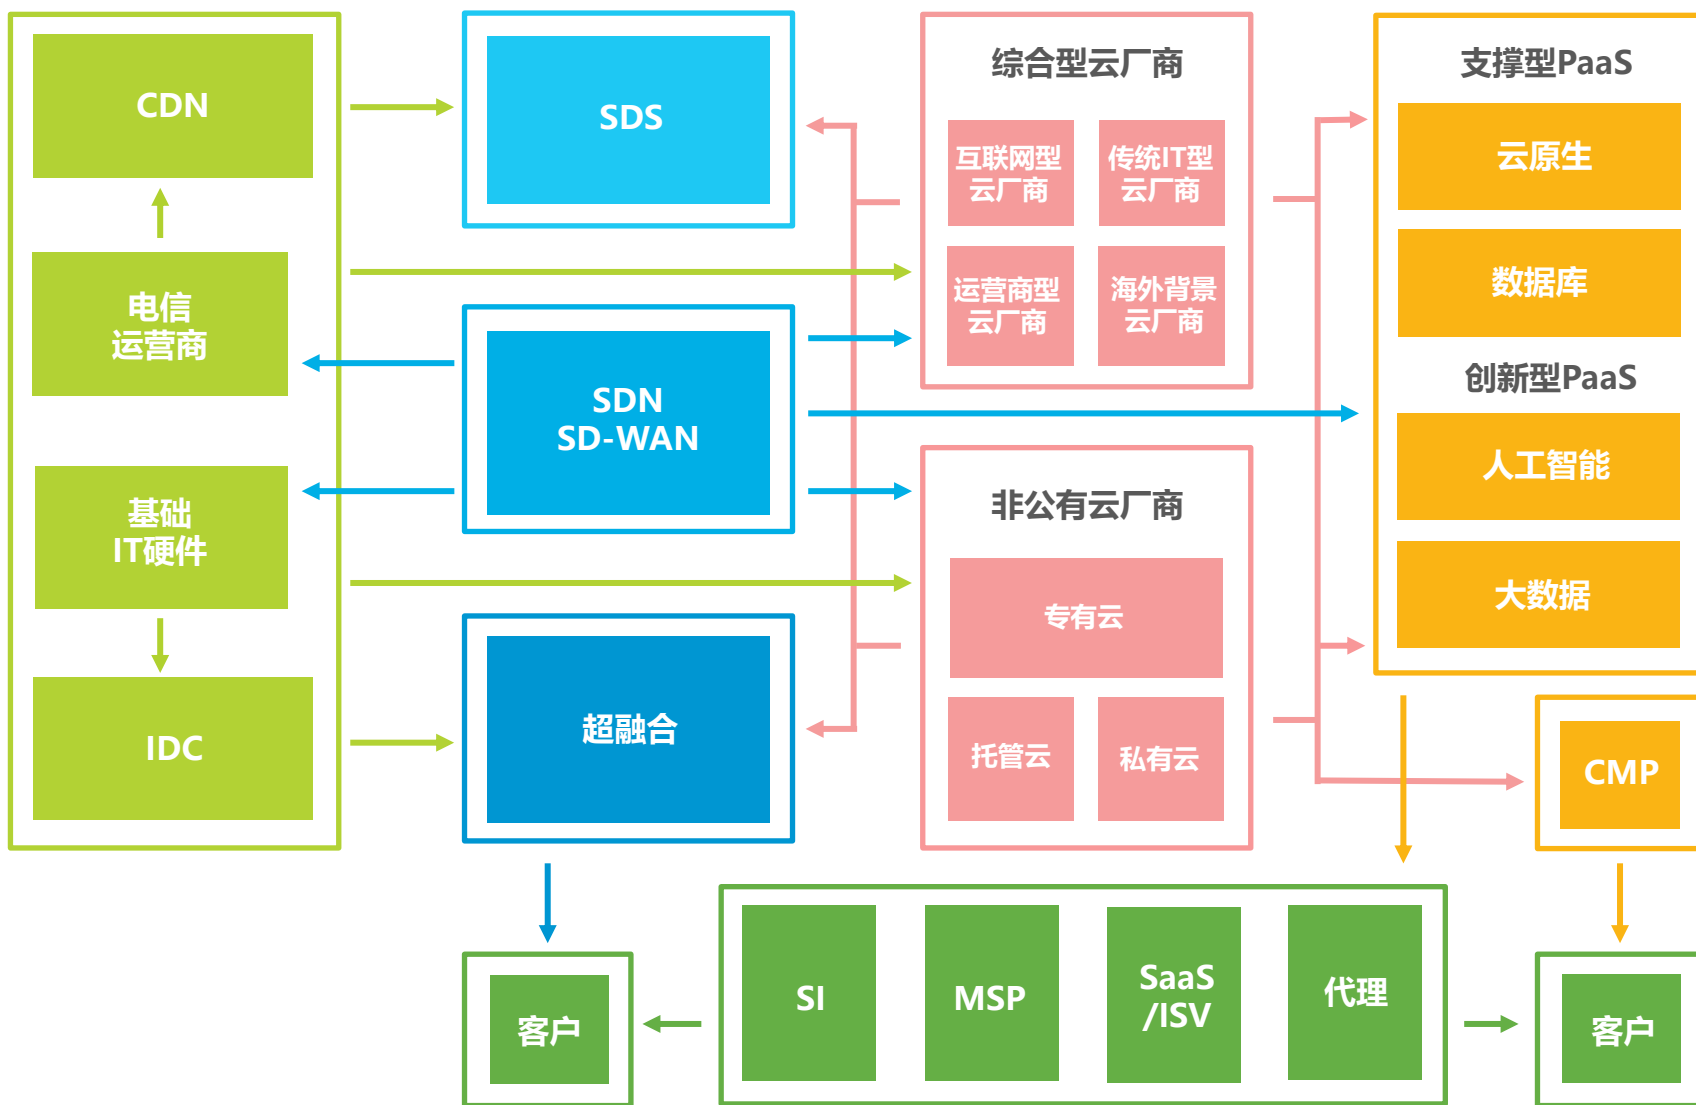 CDN
电信
运营商
基础
IT硬件
IDC
SDS
SDN
SD-WAN
超融合
综合型云厂商
互联网型
云厂商
传统IT型
云厂商
运营商型
云厂商
海外背景
云厂商
非公有云厂商
专有云
托管云
私有云
支撑型PaaS
云原生
数据库
创新型PaaS
人工智能
大数据
CMP
客户
SI
MSP
SaaS
/ISV
代理
客户